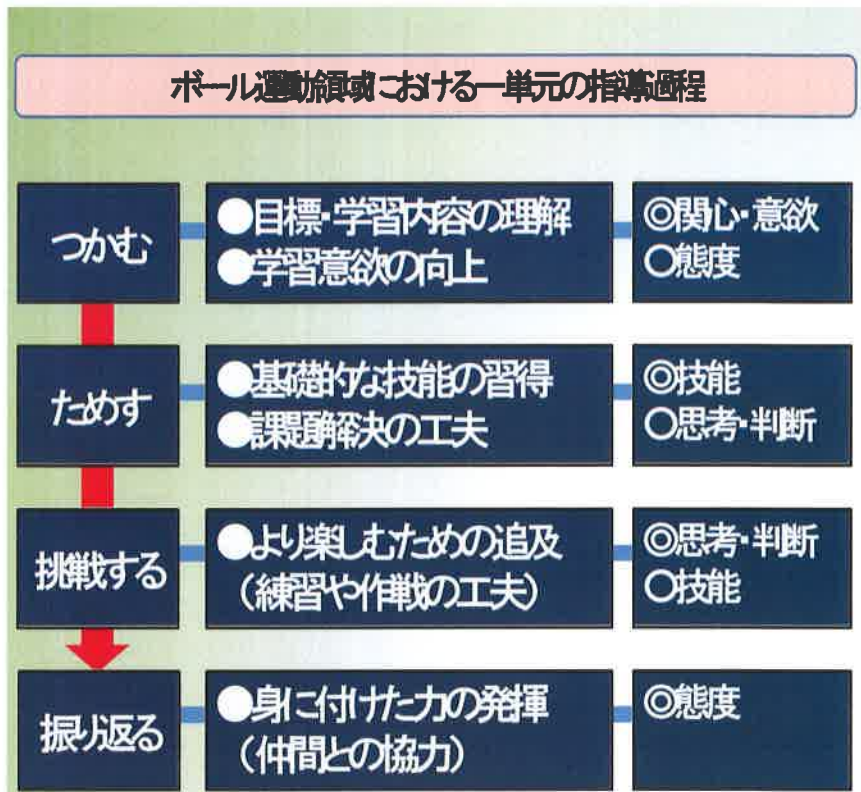 ボール運動領域における一単元の指導過程
つかむ
●目標・学習内容の理解
●学習意欲の向上
◎関心・意欲
○態度
ためす
●基礎的な技能の習得
●課題解決の工夫
◎技能
○思考・判断
挑戦する
●より楽しむための追及
(練習や作戦の工夫)
◎思考・判断
○技能
振り返る
●身に付けた力の発揮
(仲間との協力)
◎態度